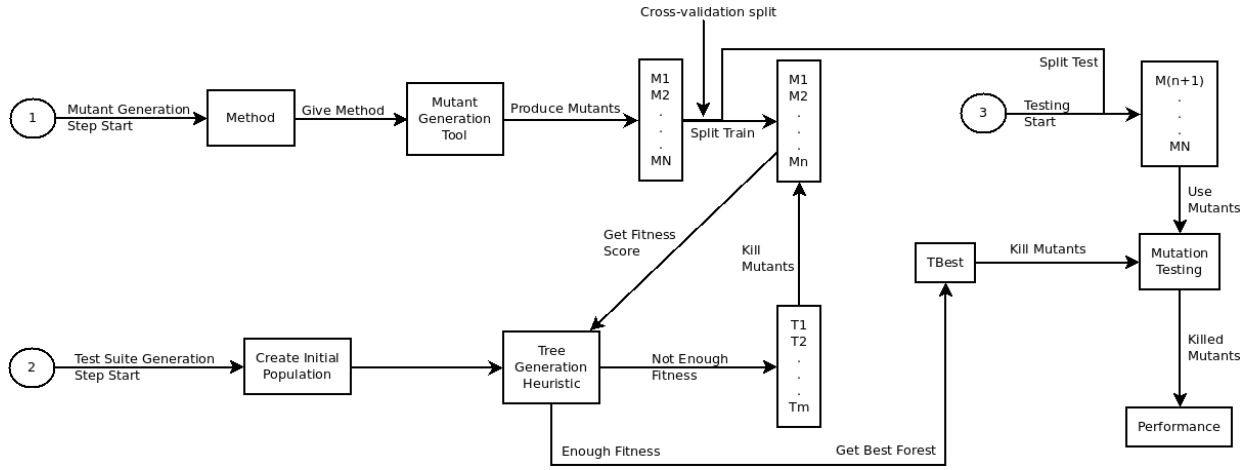 Cross-validation split
Split Test
1
Mutant Generation
Step Start
Method
Give Method
Mutant
Generation
Tool
Produce Mutants
M1
M2
.
.
.
MN
Split Train
M1
M2
.
.
.
Mn
3
Testing
Start
M(n+1)
.
.
.
MN
Get Fitness
Score
Kill
Mutants
Use
Mutants
TBest
Kill Mutants
Mutation
Testing
2
Test Suite Generation
Step Start
Create Initial
Population
Tree
Generation
Heuristic
Not Enough
Fitness
T1
T2
.
.
.
Tm
Killed
Mutants
Performance
Enough Fitness
Get Best Forest